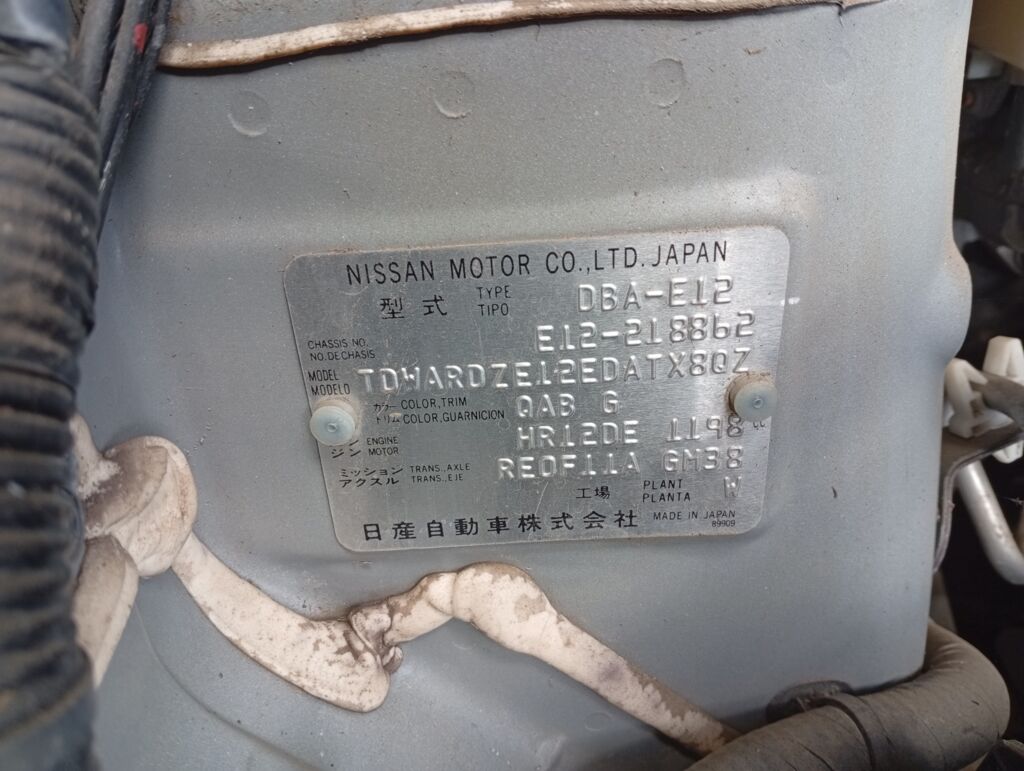 NISSAN MOTOR CO.,LTD. JAPAN
型式 TYPE TIPO DBA-E12
CHASSIS NO. NO. DE CHASIS E12-218862
MODEL MODELO TDWARDZE12EDATX8QZ
カラー トリム COLOR,TRIM COLOR,GUARNICION QAB G
ジン ENGINE MOTOR HR12DE 1198 cc
ミッション アクスル TRANS.,AXLE TRANS.,EJE RE0F11A GM38
工場 PLANT PLANTA W
日産自動車株式会社 MADE IN JAPAN 89909